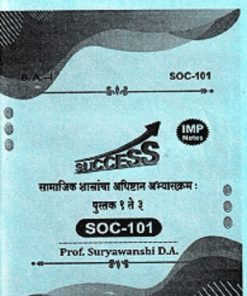 B. A.-I SOC-101
IMP
Notes
SUCCESS
सामाजिक शास्त्रांचा अधिष्ठान अभ्यासक्रम :
पुस्तक १ ते ३
SOC-101
Prof. Suryawanshi D.A.